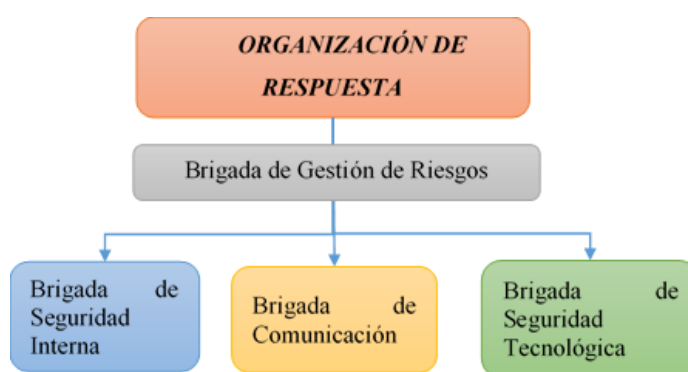 ORGANIZACIÓN DE
RESPUESTA
Brigada de Gestión de Riesgos
Brigada de
Seguridad
Interna
Brigada de
Comunicación
Brigada de
Seguridad
Tecnológica